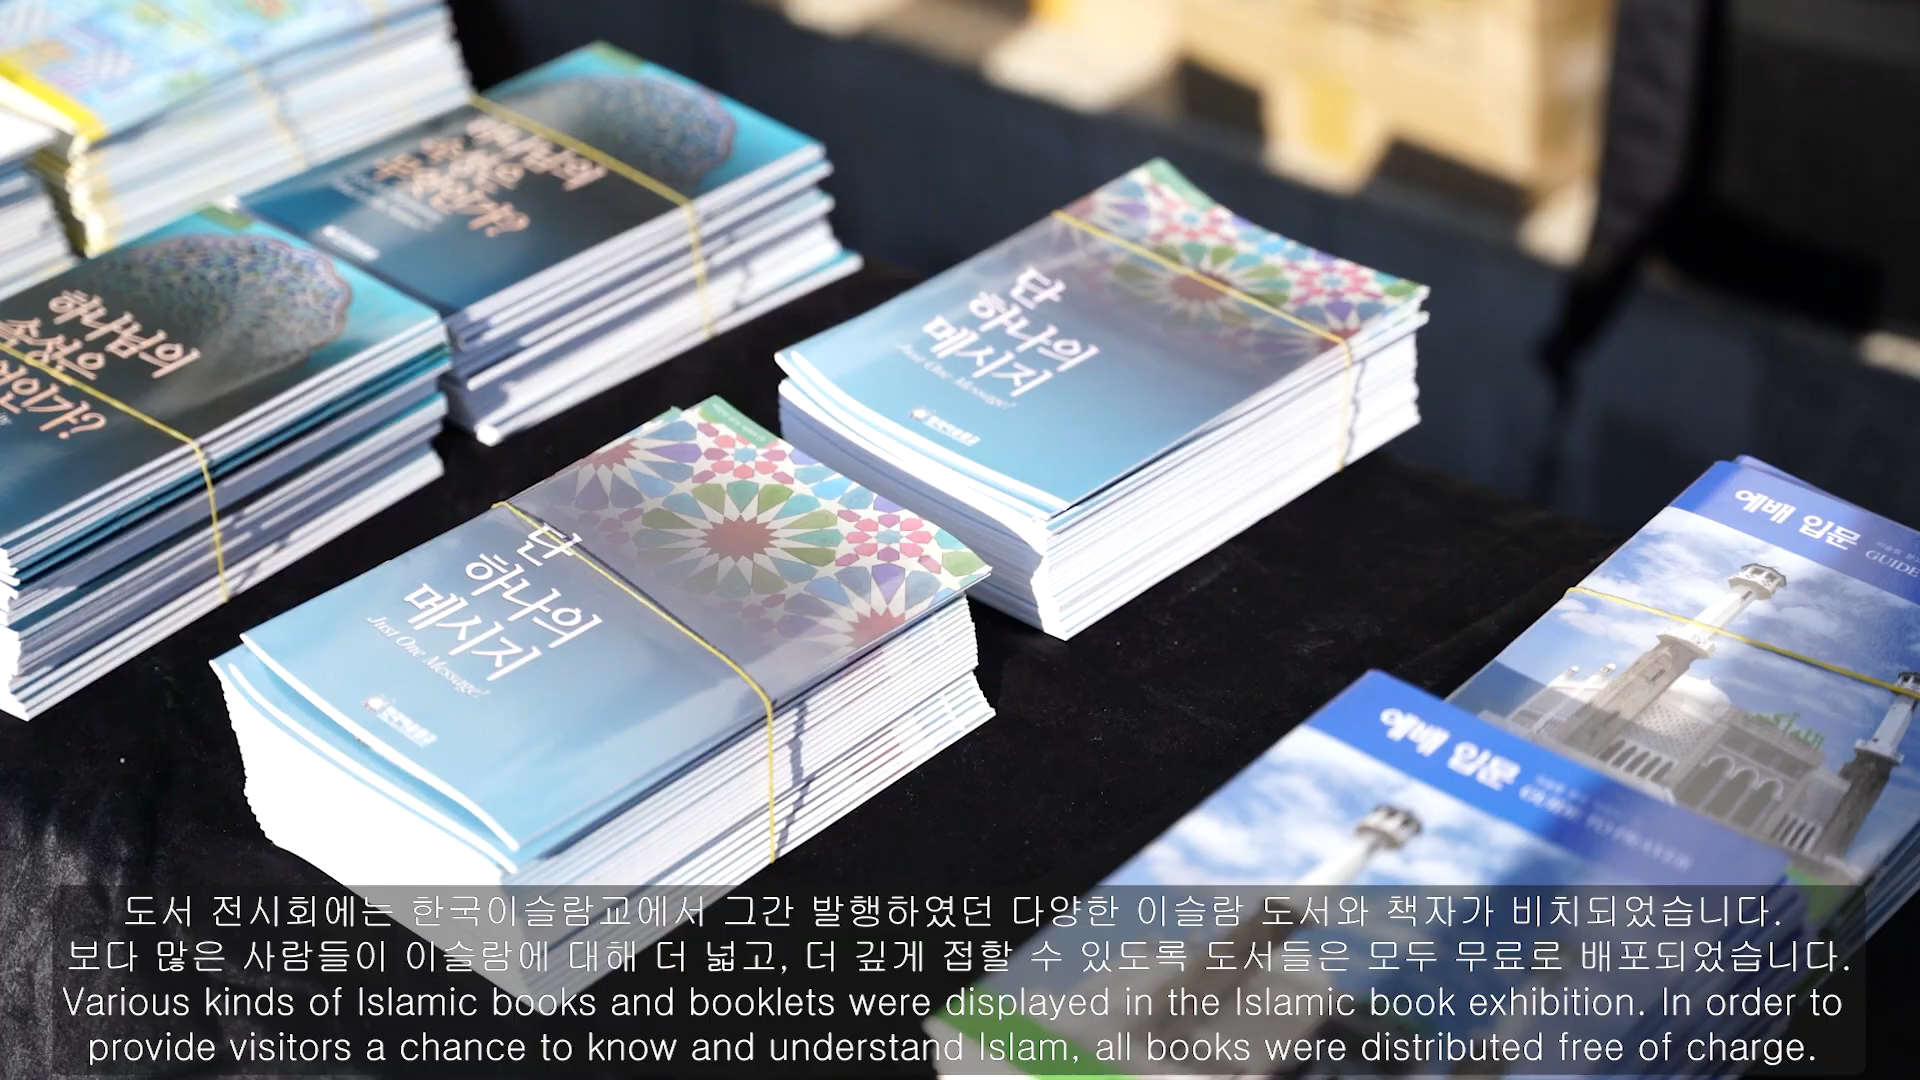 하나님의
속성은
무엇인가?
하나님의
속성은
단
하나의
메시지
Just One Message?
단
하나의
메시지
Just One Message?
예배 입문
GUIDE
예배 입문
GUIDE TO PRAYER
도서 전시회에는 한국이슬람교에서 그간 발행하였던 다양한 이슬람 도서와 책자가 비치되었습니다.
보다 많은 사람들이 이슬람에 대해 더 넓고, 더 깊게 접할 수 있도록 도서들은 모두 무료로 배포되었습니다.
Various kinds of Islamic books and booklets were displayed in the Islamic book exhibition. In order to
provide visitors a chance to know and understand Islam, all books were distributed free of charge.